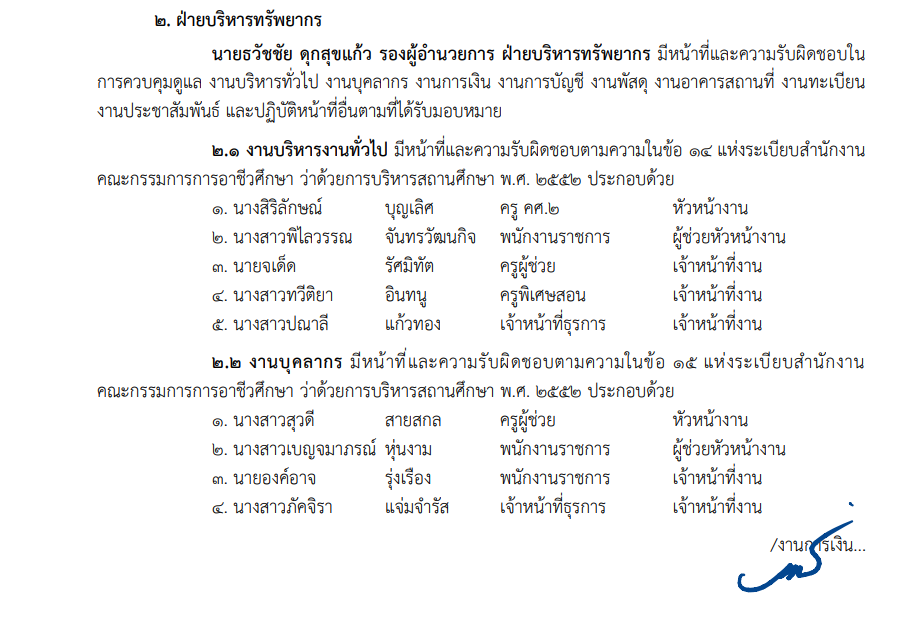 ๒. ฝ่ายบริหารทรัพยากร
นายธวัชชัย ดุกสุขแก้ว รองผู้อำนวยการ ฝ่ายบริหารทรัพยากร มีหน้าที่และความรับผิดชอบใน
การควบคุมดูแล งานบริหารทั่วไป งานบุคลากร งานการเงิน งานการบัญชี งานพัสดุ งานอาคารสถานที่ งานทะเบียน
งานประชาสัมพันธ์ และปฏิบัติหน้าที่อื่นตามที่ได้รับมอบหมาย
๒.๑ งานบริหารงานทั่วไป มีหน้าที่และความรับผิดชอบตามความในข้อ ๑๔ แห่งระเบียบสำนักงาน
คณะกรรมการการอาชีวศึกษา ว่าด้วยการบริหารสถานศึกษา พ.ศ. ๒๕๕๒ ประกอบด้วย
๑. นางสิริลักษณ์ บุญเลิศ ครู คศ.๒ หัวหน้างาน
๒. นางสาวพิไลวรรณ จันทรวัฒนกิจ พนักงานราชการ ผู้ช่วยหัวหน้างาน
๓. นายจเด็ด รัศมิทัต ครูผู้ช่วย เจ้าหน้าที่งาน
๔. นางสาวทวีติยา อินทนู ครูพิเศษสอน เจ้าหน้าที่งาน
๕. นางสาวปณาลี แก้วทอง เจ้าหน้าที่ธุรการ เจ้าหน้าที่งาน
๒.๒ งานบุคลากร มีหน้าที่และความรับผิดชอบตามความในข้อ ๑๕ แห่งระเบียบสำนักงาน
คณะกรรมการการอาชีวศึกษา ว่าด้วยการบริหารสถานศึกษา พ.ศ. ๒๕๕๒ ประกอบด้วย
๑. นางสาวสุวดี สายสกล ครูผู้ช่วย หัวหน้างาน
๒. นางสาวเบญจมาภรณ์ หุ่นงาม พนักงานราชการ ผู้ช่วยหัวหน้างาน
๓. นายองค์อาจ รุ่งเรือง พนักงานราชการ เจ้าหน้าที่งาน
๔. นางสาวภัคจิรา แจ่มจำรัส เจ้าหน้าที่ธุรการ เจ้าหน้าที่งาน
/งานการเงิน...